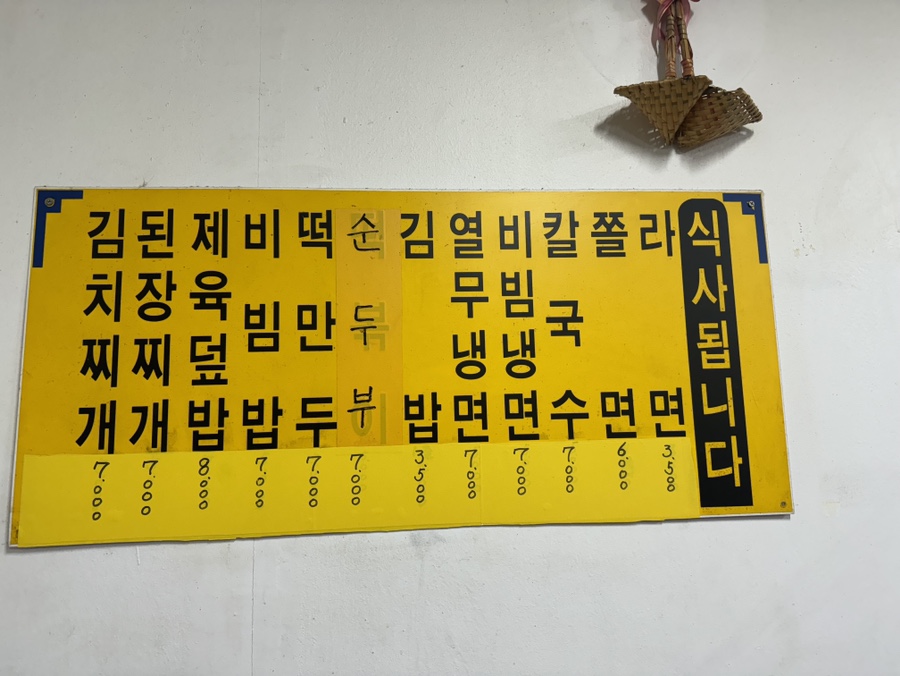 식사됩니다
라면 3,500
쫄면 6,000
칼국수 7,000
비빔냉면 7,000
열무냉면 7,000
김밥 3,500
순두부 7,000
떡만두 7,000
비빔밥 7,000
제육덮밥 8,000
된장찌개 7,000
김치찌개 7,000